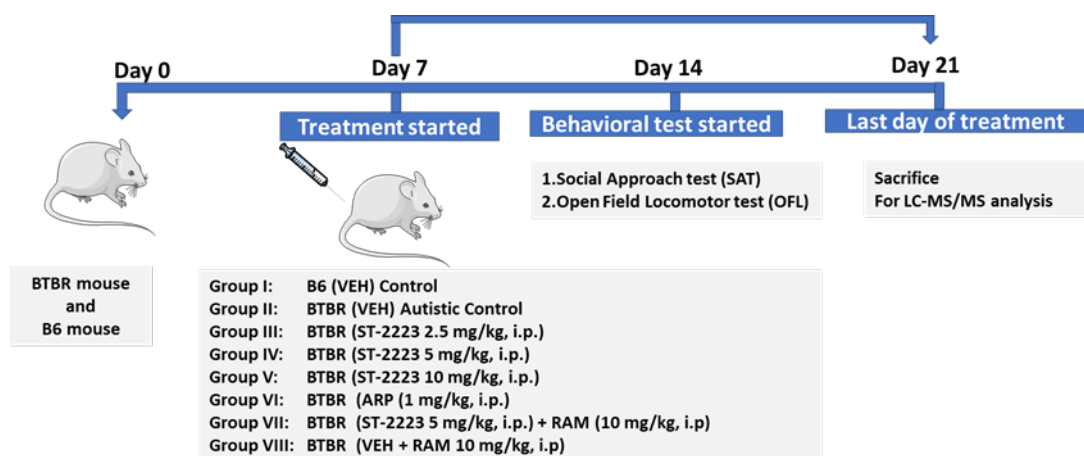 Day 0
Day 7
Day 14
Day 21
Treatment started
Behavioral test started
Last day of treatment
1.Social Approach test (SAT)
2.Open Field Locomotor test (OFL)
Sacrifice
For LC-MS/MS analysis
BTBR mouse
and
B6 mouse
Group I: B6 (VEH) Control
Group II: BTBR (VEH) Autistic Control
Group III: BTBR (ST-2223 2.5 mg/kg, i.p.)
Group IV: BTBR (ST-2223 5 mg/kg, i.p.)
Group V: BTBR (ST-2223 10 mg/kg, i.p.)
Group VI: BTBR (ARP (1 mg/kg, i.p.)
Group VII: BTBR (ST-2223 5 mg/kg, i.p.) + RAM (10 mg/kg, i.p)
Group VIII: BTBR (VEH + RAM 10 mg/kg, i.p)